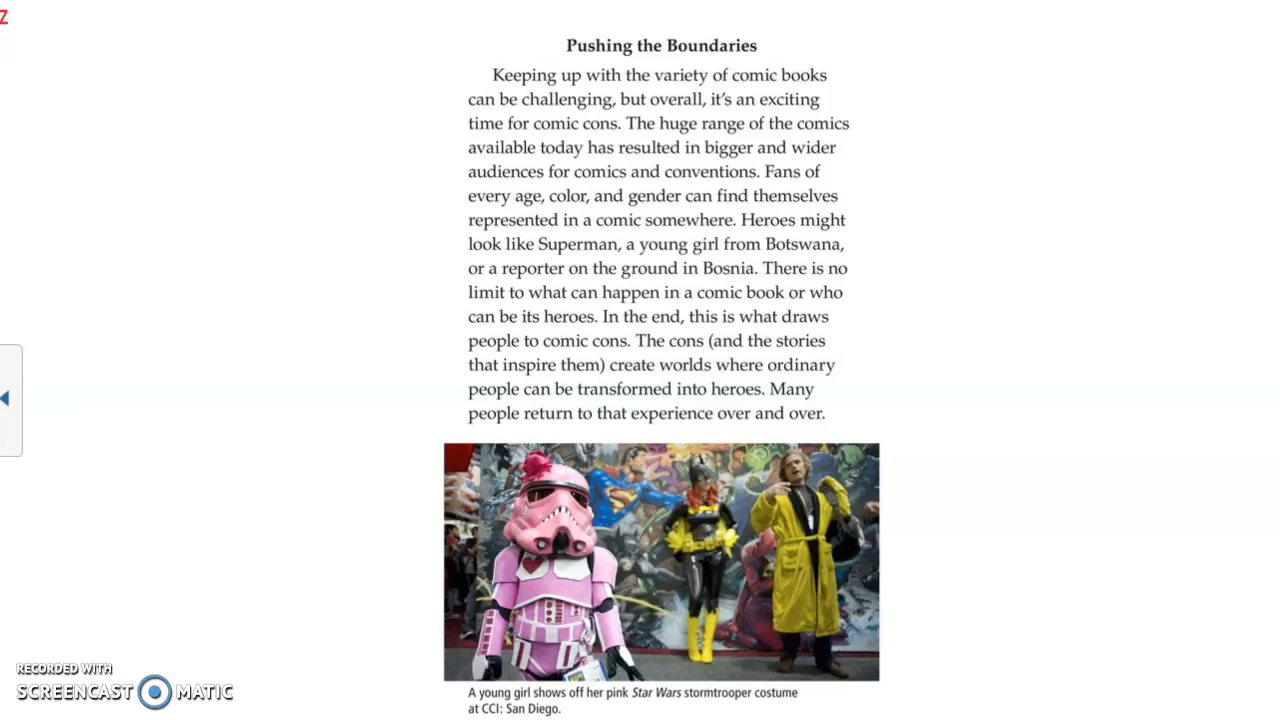 Z
Pushing the Boundaries
Keeping up with the variety of comic books
can be challenging, but overall, it's an exciting
time for comic cons. The huge range of the comics
available today has resulted in bigger and wider
audiences for comics and conventions. Fans of
every age, color, and gender can find themselves
represented in a comic somewhere. Heroes might
look like Superman, a young girl from Botswana,
or a reporter on the ground in Bosnia. There is no
limit to what can happen in a comic book or who
can be its heroes. In the end, this is what draws
people to comic cons. The cons (and the stories
that inspire them) create worlds where ordinary
people can be transformed into heroes. Many
people return to that experience over and over.
A young girl shows off her pink Star Wars stormtrooper costume
at CCI: San Diego.
RECORDED WITH
SCREENCAST MATIC